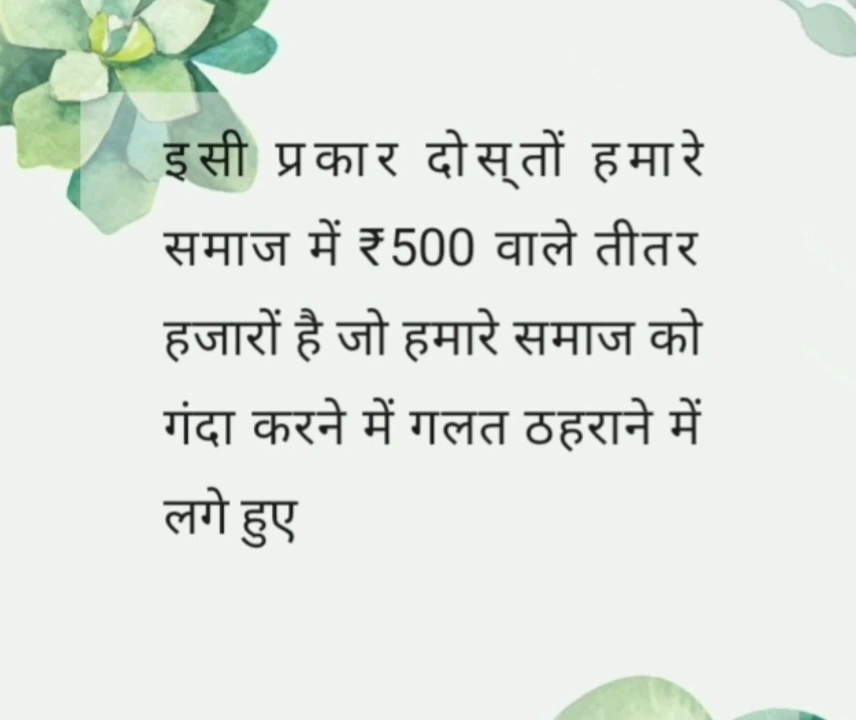 इसी प्रकार दोस्तों हमारे
समाज में ₹500 वाले तीतर
हजारों है जो हमारे समाज को
गंदा करने में गलत ठहराने में
लगे हुए